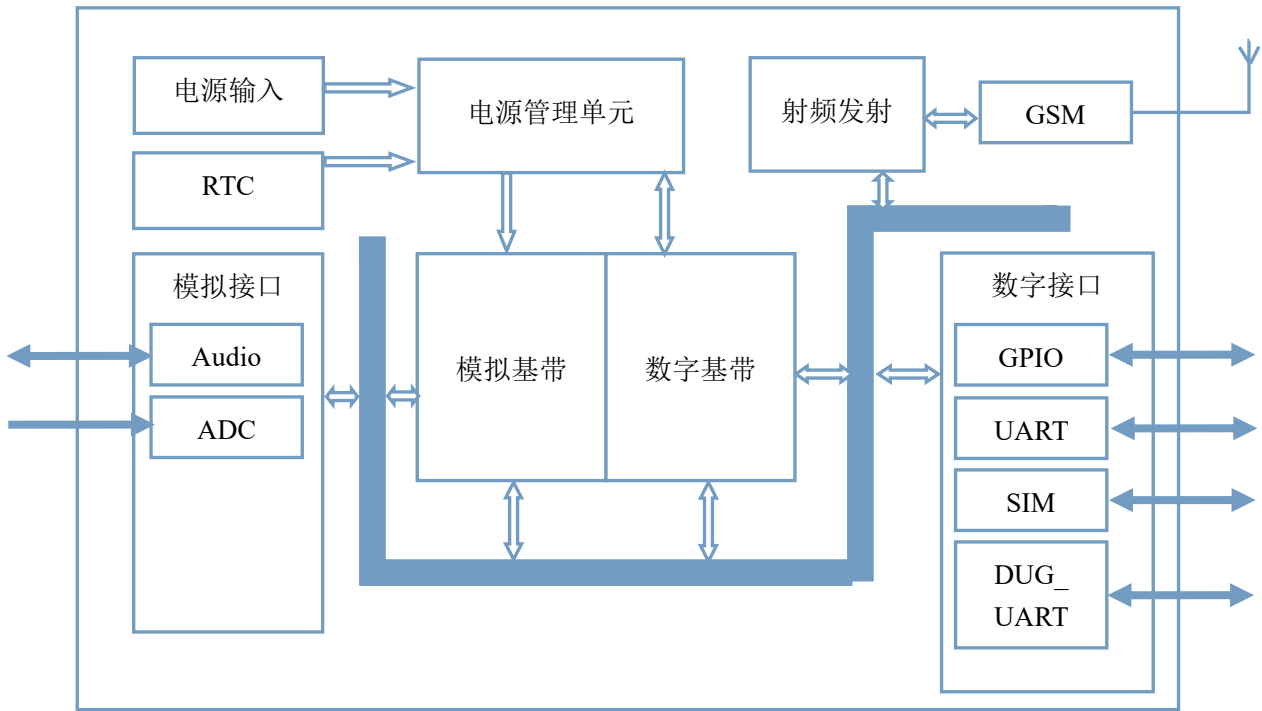 电源输入
电源管理单元
射频发射
GSM
RTC
模拟接口
Audio
ADC
模拟基带
数字基带
数字接口
GPIO
UART
SIM
DUG_
UART